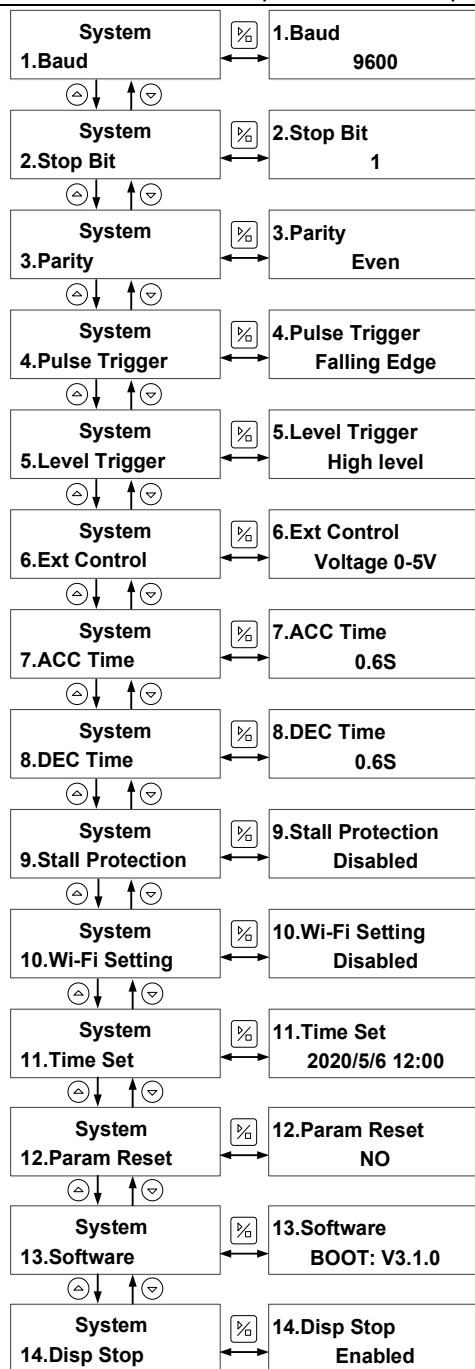 System
1.Baud
1.Baud
9600
System
2.Stop Bit
2.Stop Bit
1
System
3.Parity
3.Parity
Even
System
4.Pulse Trigger
4.Pulse Trigger
Falling Edge
System
5.Level Trigger
5.Level Trigger
High level
System
6.Ext Control
6.Ext Control
Voltage 0-5V
System
7.ACC Time
7.ACC Time
0.6S
System
8.DEC Time
8.DEC Time
0.6S
System
9.Stall Protection
9.Stall Protection
Disabled
System
10.Wi-Fi Setting
10.Wi-Fi Setting
Disabled
System
11.Time Set
11.Time Set
2020/5/6 12:00
System
12.Param Reset
12.Param Reset
NO
System
13.Software
13.Software
BOOT: V3.1.0
System
14.Disp Stop
14.Disp Stop
Enabled